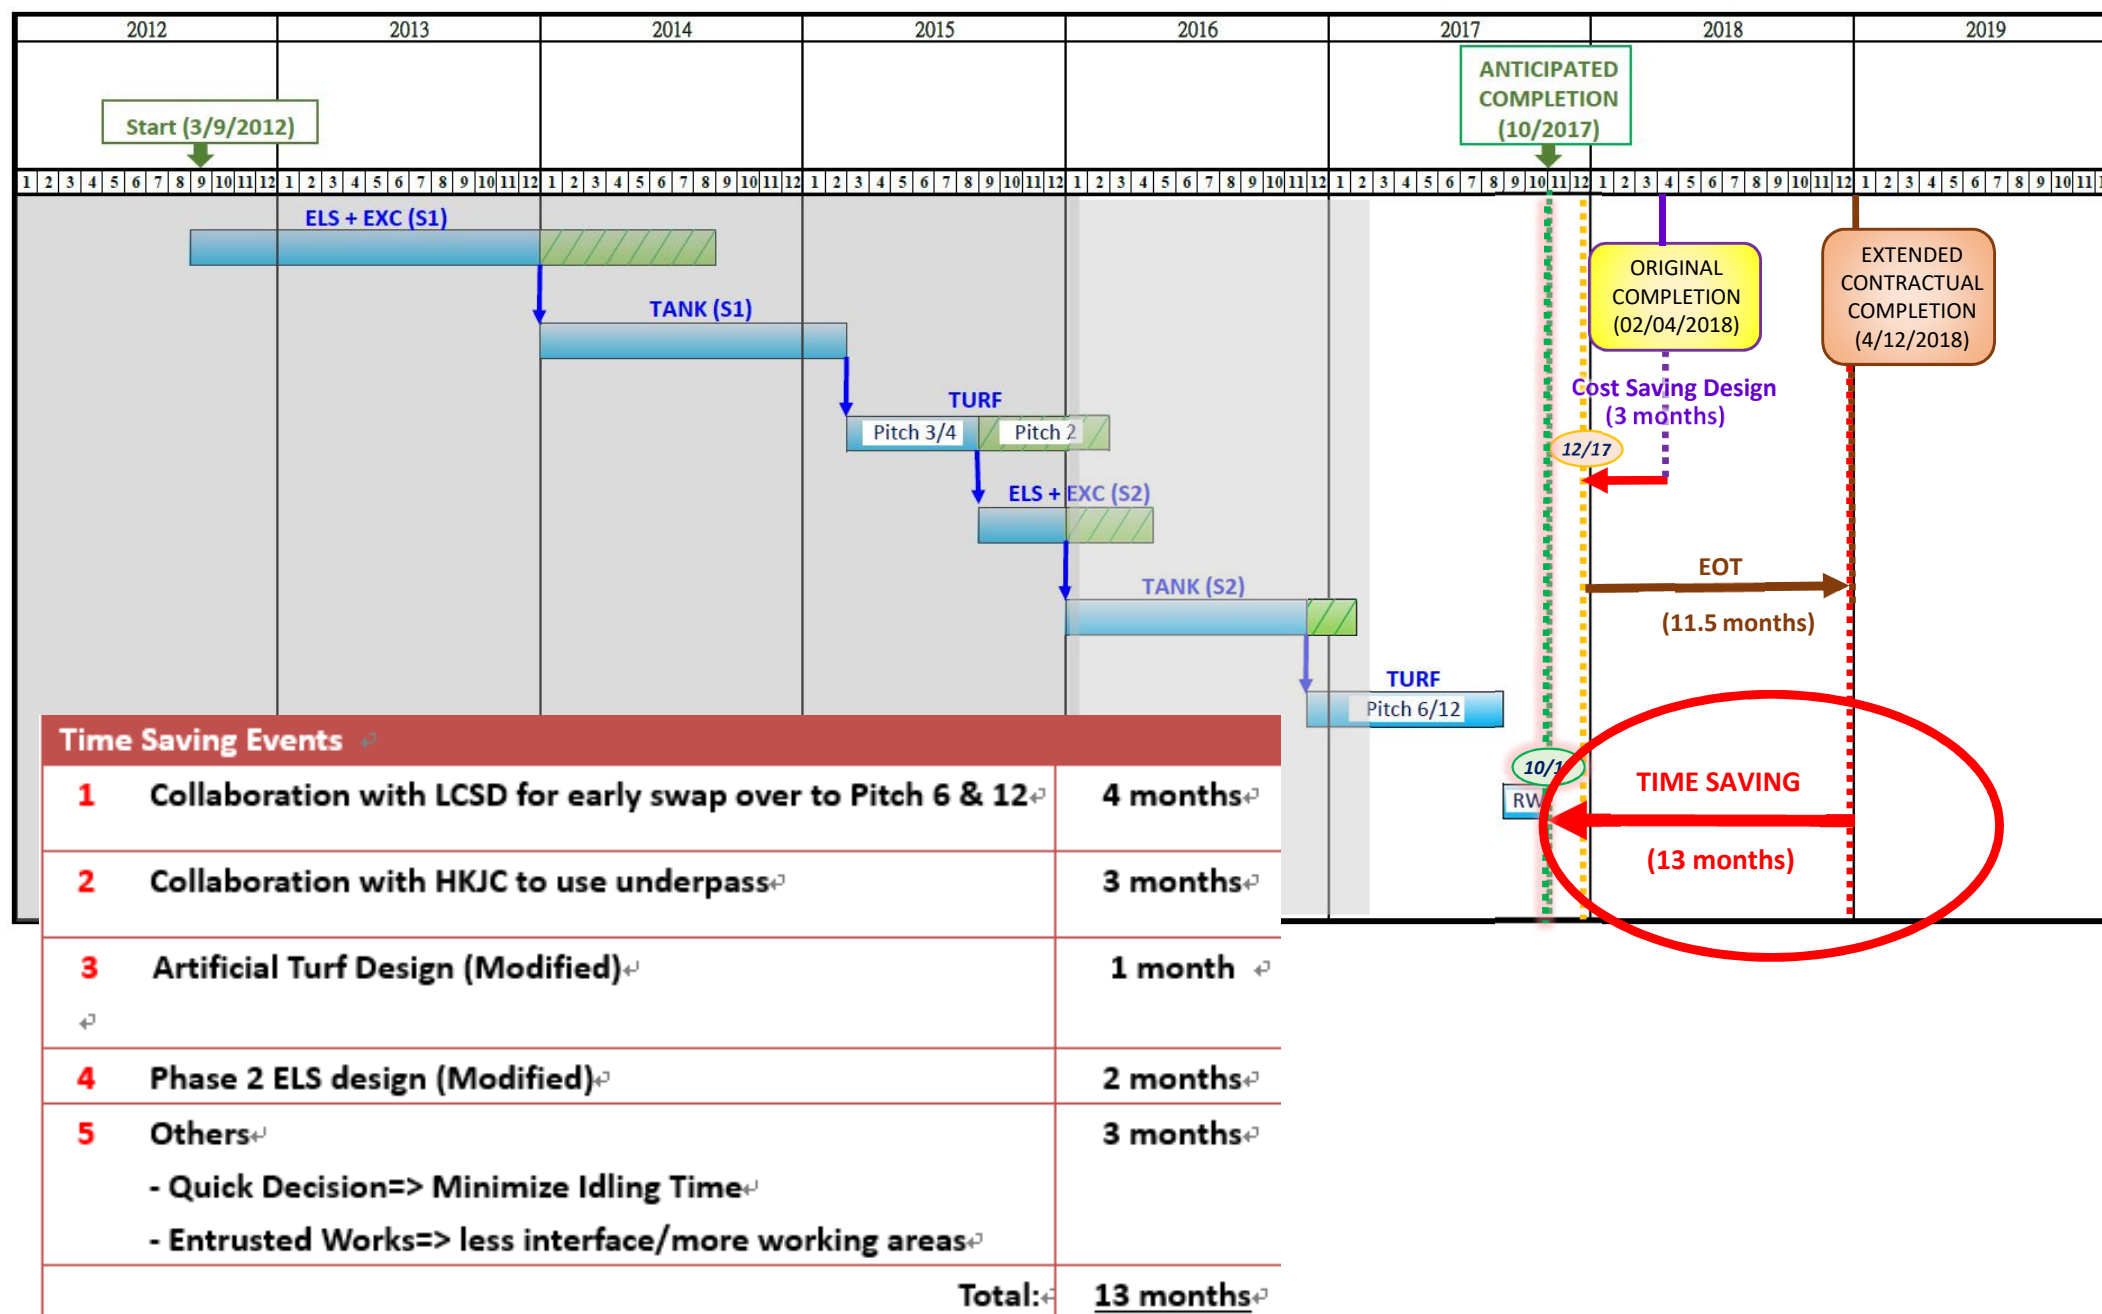 2012 2013 2014 2015 2016 2017 2018 2019
ANTICIPATED
COMPLETION
(10/2017)
Start (3/9/2012)
1 2 3 4 5 6 7 8 9 10 11 12 1 2 3 4 5 6 7 8 9 10 11 12 1 2 3 4 5 6 7 8 9 10 11 12 1 2 3 4 5 6 7 8 9 10 11 12 1 2 3 4 5 6 7 8 9 10 11 12 1 2 3 4 5 6 7 8 9 10 11 12 1 2 3 4 5 6 7 8 9 10 11 12 1 2 3 4 5 6 7 8 9 10 11
ELS + EXC (S1)
ORIGINAL
COMPLETION
(02/04/2018)
EXTENDED
CONTRACTUAL
COMPLETION
(4/12/2018)
TANK (S1)
Cost Saving Design
(3 months)
TURF
Pitch 3/4 Pitch 2
12/17
ELS + EXC (S2)
EOT
(11.5 months)
TANK (S2)
TURF
Pitch 6/12
10/1
RW
TIME SAVING
(13 months)
Time Saving Events
1 Collaboration with LCSD for early swap over to Pitch 6 & 12 4 months
2 Collaboration with HKJC to use underpass 3 months
3 Artificial Turf Design (Modified) 1 month
4 Phase 2 ELS design (Modified) 2 months
5 Others 3 months
- Quick Decision=> Minimize Idling Time
- Entrusted Works=> less interface/more working areas
Total: 13 months